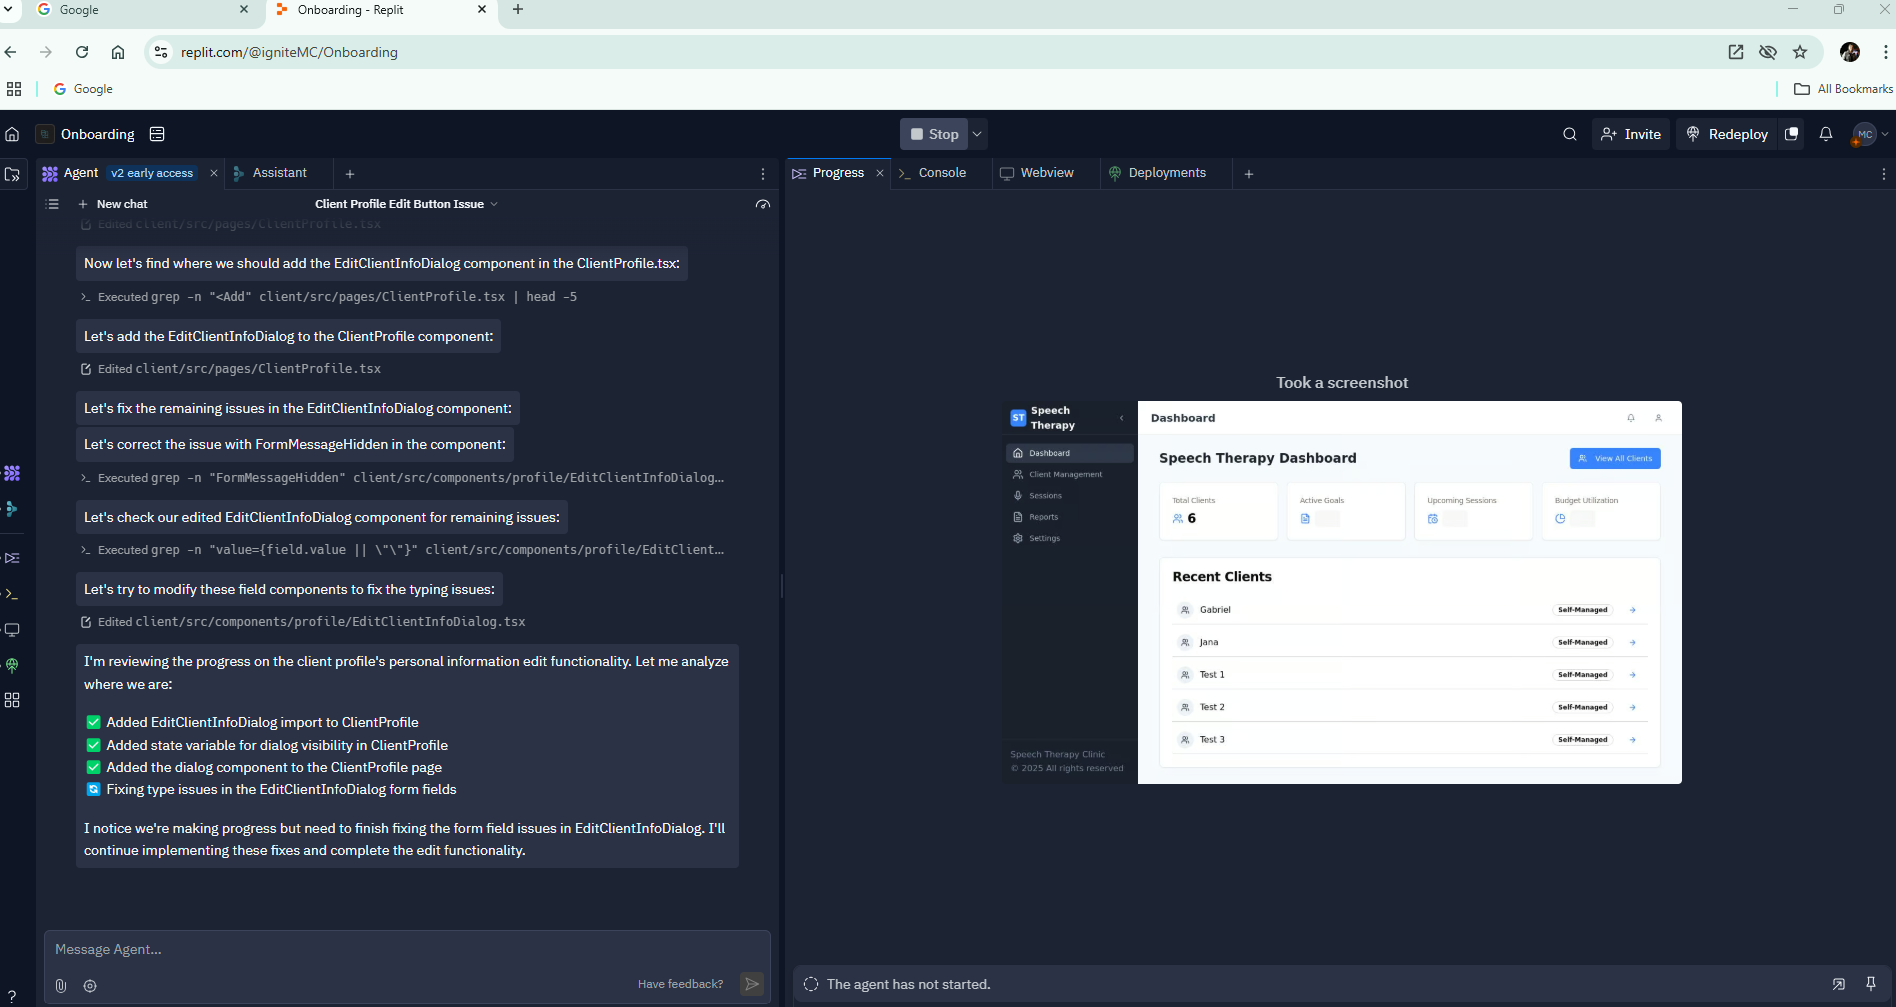 Google
Onboarding - Replit
replit.com/@igniteMC/Onboarding
Google
All Bookmarks
Onboarding
Stop
Invite
Redeploy
MC
Agent v2 early access
Assistant
Progress
Console
Webview
Deployments
New chat
Client Profile Edit Button Issue
Edited client/src/pages/ClientProfile.tsx
Now let's find where we should add the EditClientInfoDialog component in the ClientProfile.tsx:
Executed grep -n "<Add" client/src/pages/ClientProfile.tsx | head -5
Let's add the EditClientInfoDialog to the ClientProfile component:
Edited client/src/pages/ClientProfile.tsx
Let's fix the remaining issues in the EditClientInfoDialog component:
Let's correct the issue with FormMessageHidden in the component:
Executed grep -n "FormMessageHidden" client/src/components/profile/EditClientInfoDialog...
Let's check our edited EditClientInfoDialog component for remaining issues:
Executed grep -n "value={field.value || \"\"}" client/src/components/profile/EditClient...
Let's try to modify these field components to fix the typing issues:
Edited client/src/components/profile/EditClientInfoDialog.tsx
I'm reviewing the progress on the client profile's personal information edit functionality. Let me analyze
where we are:
✅ Added EditClientInfoDialog import to ClientProfile
✅ Added state variable for dialog visibility in ClientProfile
✅ Added the dialog component to the ClientProfile page
🔄 Fixing type issues in the EditClientInfoDialog form fields
I notice we're making progress but need to finish fixing the form field issues in EditClientInfoDialog. I'll
continue implementing these fixes and complete the edit functionality.
Message Agent...
Have feedback?
Took a screenshot
ST Speech
Therapy
Dashboard
Client Management
Sessions
Reports
Settings
Speech Therapy Clinic
© 2025 All rights reserved
Dashboard
Speech Therapy Dashboard
View All Clients
Total Clients
6
Active Goals
Upcoming Sessions
Budget Utilization
Recent Clients
Gabriel Self-Managed
Jana Self-Managed
Test 1 Self-Managed
Test 2 Self-Managed
Test 3 Self-Managed
The agent has not started.